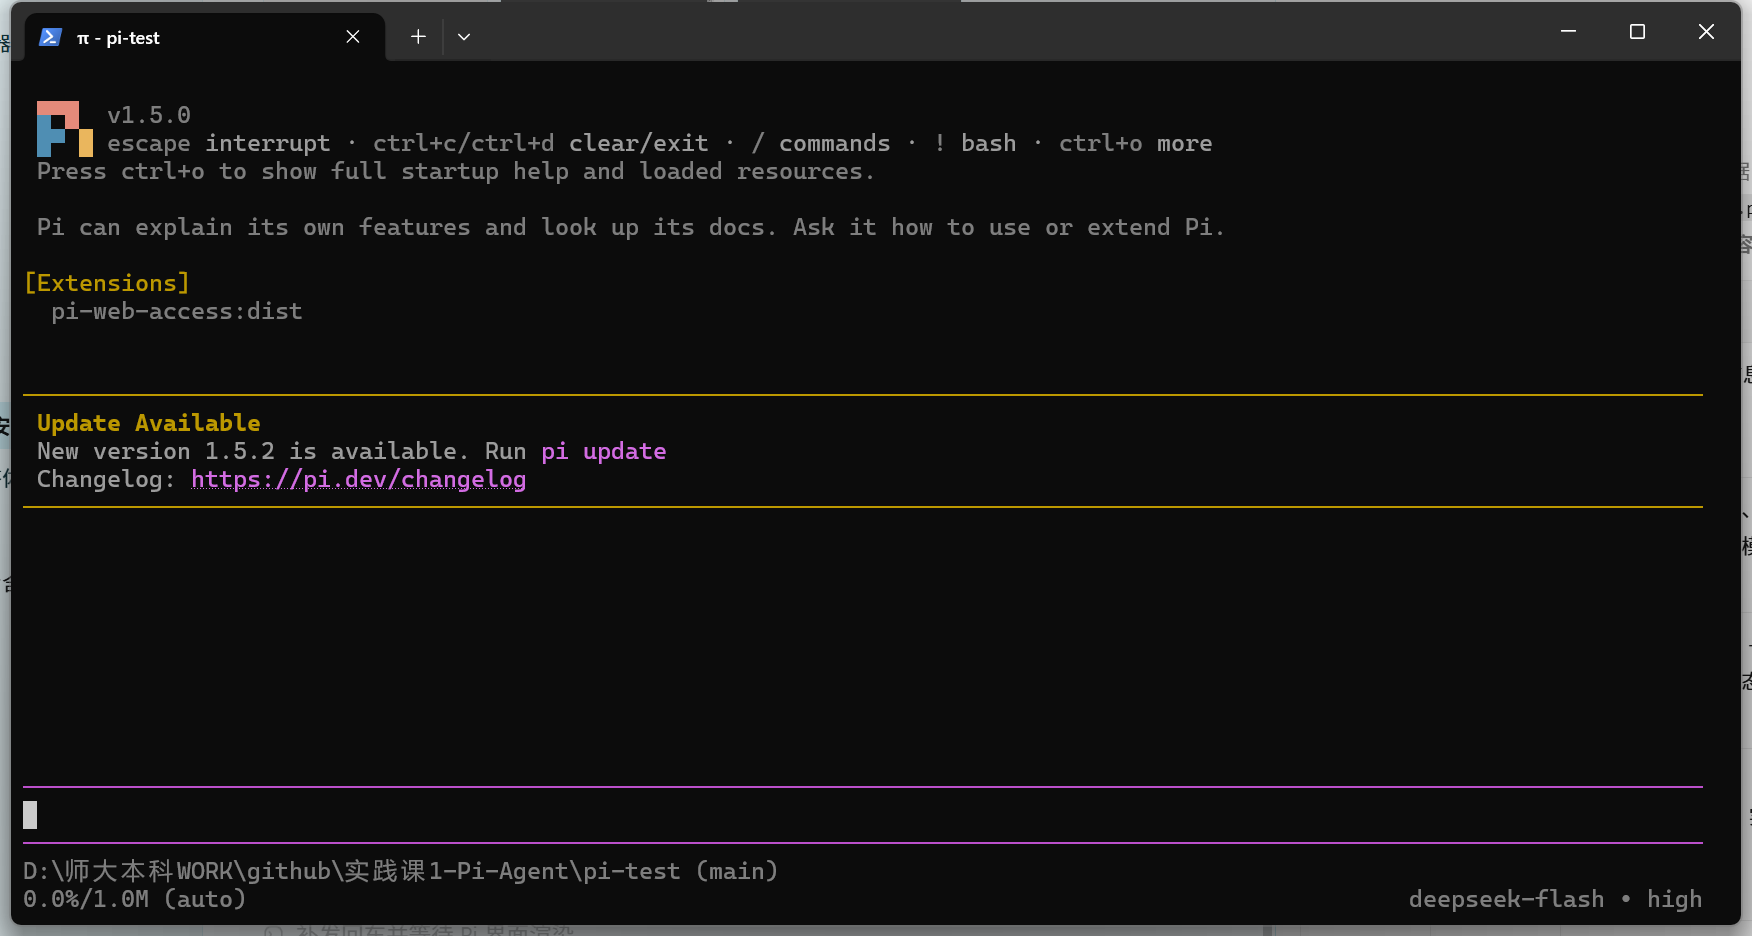 π - pi-test
v1.5.0
escape interrupt · ctrl+c/ctrl+d clear/exit · / commands · ! bash · ctrl+o more
Press ctrl+o to show full startup help and loaded resources.
Pi can explain its own features and look up its docs. Ask it how to use or extend Pi.
[Extensions]
pi-web-access:dist
Update Available
New version 1.5.2 is available. Run pi update
Changelog: https://pi.dev/changelog
D:\师大本科WORK\github\实践课1-Pi-Agent\pi-test (main)
0.0%/1.0M (auto)
deepseek-flash • high